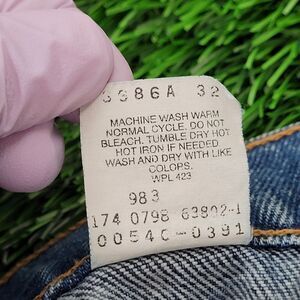 32
MACHINE WASH WARM
NORMAL CYCLE. DO NOT
BLEACH. TUMBLE DRY HOT
HOT IRON IF NEEDED.
WASH AND DRY WITH LIKE
COLORS.
WPL 423
983
174 0798 63802-1
00540-0391